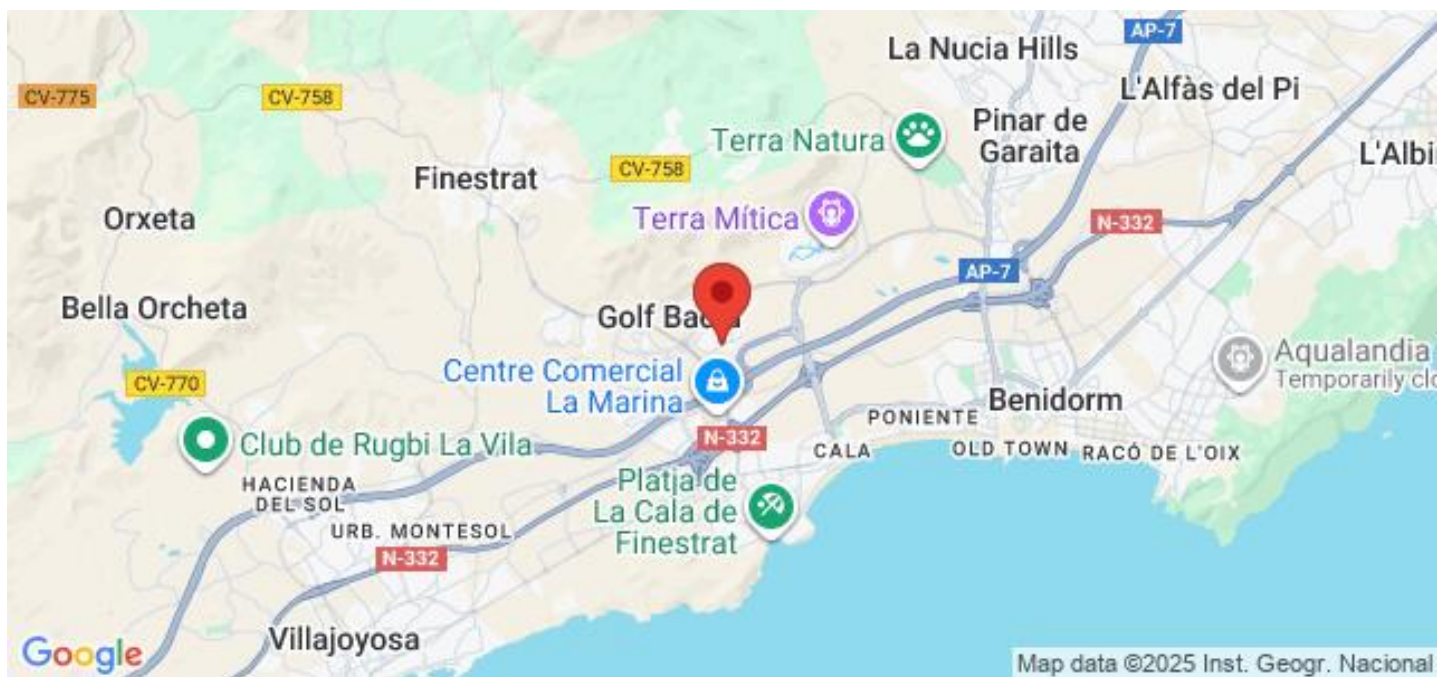 AP-7
La Nucia Hills
CV-775
CV-758
L'Alfàs del Pi
Terra Natura
Pinar de
Garaita
Finestrat
CV-758
L'Albi
Orxeta
Terra Mítica
N-332
AP-7
Bella Orcheta
Golf
Centre Comercial
La Marina
Aqualandia
Temporarily clo
CV-770
PONIENTE
Benidorm
Club de Rugbi La Vila
N-332
CALA
OLD TOWN
RACÓ DE L'OIX
HACIENDA
DEL SOL
Platja de
La Cala de
Finestrat
URB. MONTESOL
N-332
Villajoyosa
Google
Map data ©2025 Inst. Geogr. Nacional